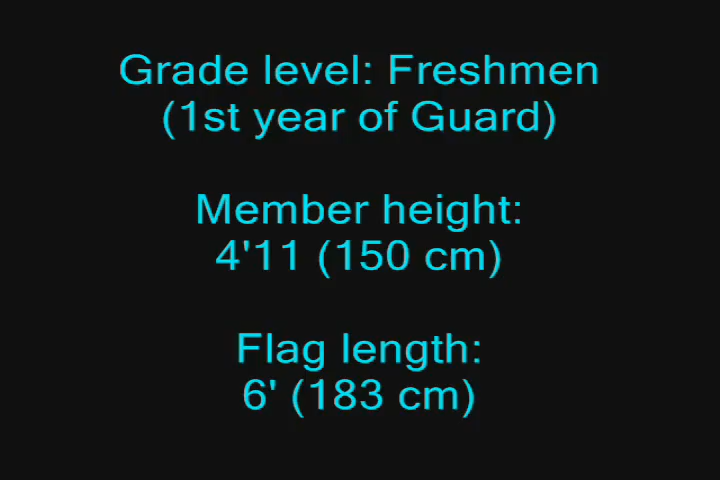 Grade level: Freshmen
(1st year of Guard)
Member height:
4'11 (150 cm)
Flag length:
6' (183 cm)